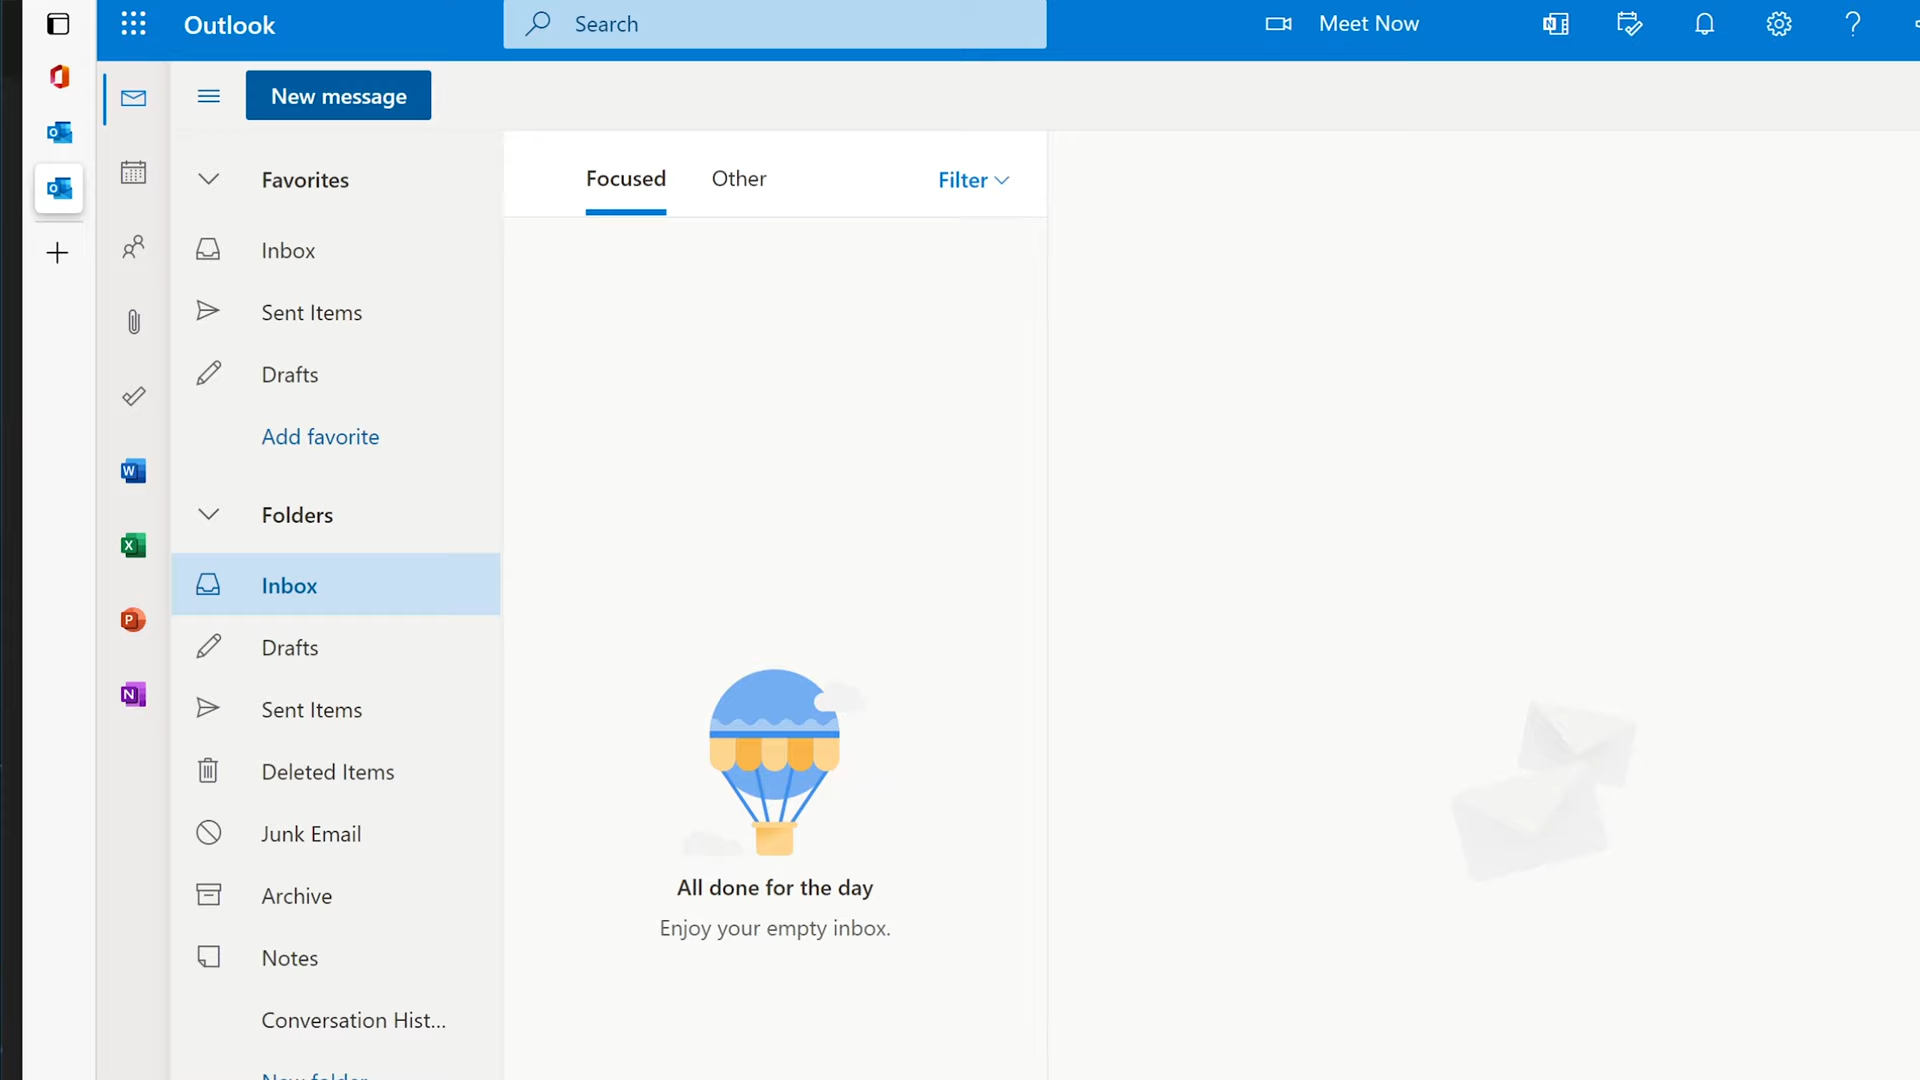 Outlook
Search
Meet Now
New message
Favorites
Inbox
Sent Items
Drafts
Add favorite
Folders
Inbox
Drafts
Sent Items
Deleted Items
Junk Email
Archive
Notes
Conversation Hist...
New folder
Focused
Other
Filter
All done for the day
Enjoy your empty inbox.